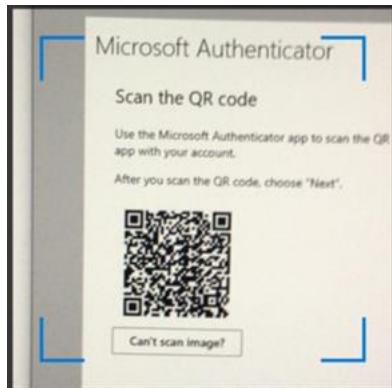 Microsoft Authenticator
Scan the QR code
Use the Microsoft Authenticator app to scan the QR
app with your account.
After you scan the QR code, choose "Next".
Can't scan image?